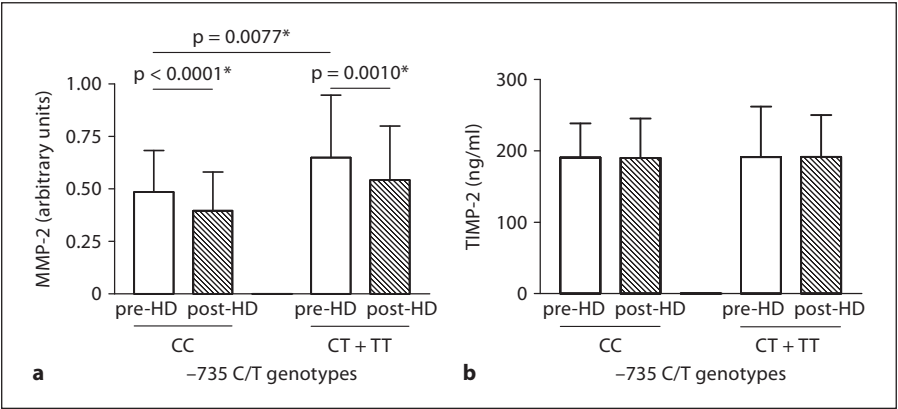 p = 0.0077*
p < 0.0001*
p = 0.0010*
MMP-2 (arbitrary units)
1.00
0.75
0.50
0.25
0
pre-HD post-HD pre-HD post-HD
CC CT + TT
a –735 C/T genotypes
TIMP-2 (ng/ml)
300
200
100
0
pre-HD post-HD pre-HD post-HD
CC CT + TT
b –735 C/T genotypes